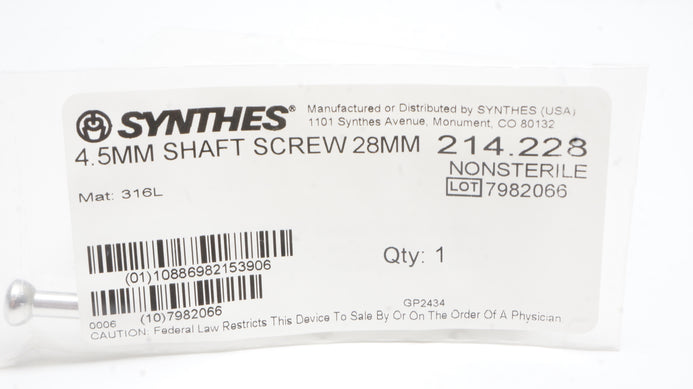 SYNTHES®
Manufactured or Distributed by SYNTHES (USA)
1101 Synthes Avenue, Monument, CO 80132
4.5MM SHAFT SCREW 28MM 214.228
NONSTERILE
Mat: 316L
LOT 7982066
(01)10886982153906
Qty: 1
(10)7982066
GP2434
0006
CAUTION: Federal Law Restricts This Device To Sale By Or On The Order Of A Physician